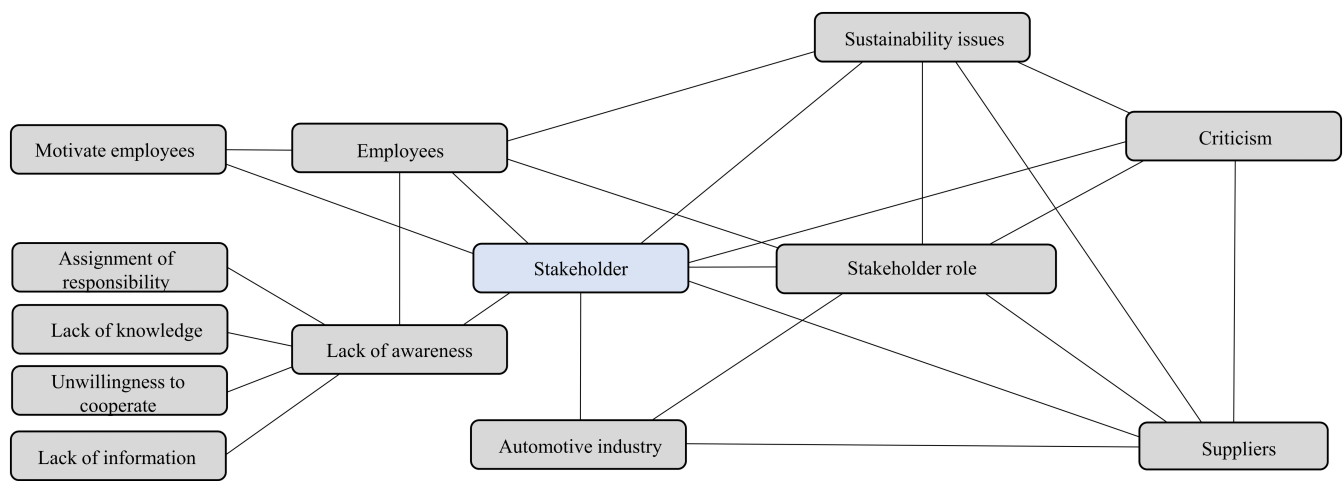 Sustainability issues
Criticism
Motivate employees
Employees
Assignment of
responsibility
Stakeholder
Stakeholder role
Lack of knowledge
Lack of awareness
Unwillingness to
cooperate
Lack of information
Automotive industry
Suppliers